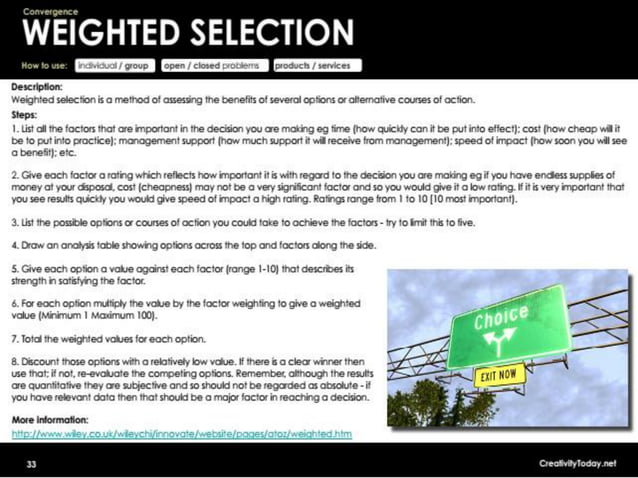 Convergence
WEIGHTED SELECTION
How to use: individual / group open / closed problems products / services
Description:
Weighted selection is a method of assessing the benefits of several options or alternative courses of action.
Steps:
1. List all the factors that are important in the decision you are making eg time (how quickly can it be put into effect); cost (how cheap will it
be to put into practice); management support (how much support it will receive from management); speed of impact (how soon you will see
a benefit); etc.
2. Give each factor a rating which reflects how important it is with regard to the decision you are making eg if you have endless supplies of
money at your disposal, cost (cheapness) may not be a very significant factor and so you would give it a low rating. If it is very important that
you see results quickly you would give speed of impact a high rating. Ratings range from 1 to 10 [10 most important).
3. List the possible options or courses of action you could take to achieve the factors - try to limit this to five.
4. Draw an analysis table showing options across the top and factors along the side.
5. Give each option a value against each factor (range 1-10) that describes its
strength in satisfying the factor.
6. For each option multiply the value by the factor weighting to give a weighted
value (Minimum 1 Maximum 100).
7. Total the weighted values for each option.
8. Discount those options with a relatively low value. If there is a clear winner then
use that; if not, re-evaluate the competing options. Remember, although the results
are quantitative they are subjective and so should not be regarded as absolute - if
you have relevant data then that should be a major factor in reaching a decision.
Choice
EXIT NOW
More information:
http://www.wiley.co.uk/wileychi/innovate/website/pages/atoz/weighted.htm
33
CreativityToday.net